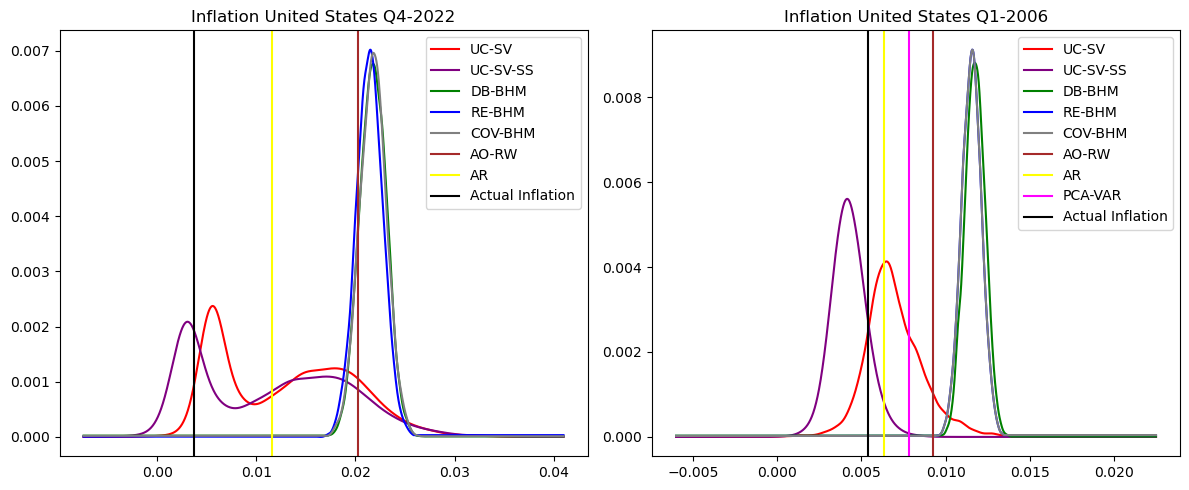 Inflation United States Q4-2022
0.007
0.006
0.005
0.004
0.003
0.002
0.001
0.000
0.00
0.01
0.02
0.03
0.04
UC-SV
UC-SV-SS
DB-BHM
RE-BHM
COV-BHM
AO-RW
AR
Actual Inflation
Inflation United States Q1-2006
0.008
0.006
0.004
0.002
0.000
−0.005
0.000
0.005
0.010
0.015
0.020
UC-SV
UC-SV-SS
DB-BHM
RE-BHM
COV-BHM
AO-RW
AR
PCA-VAR
Actual Inflation